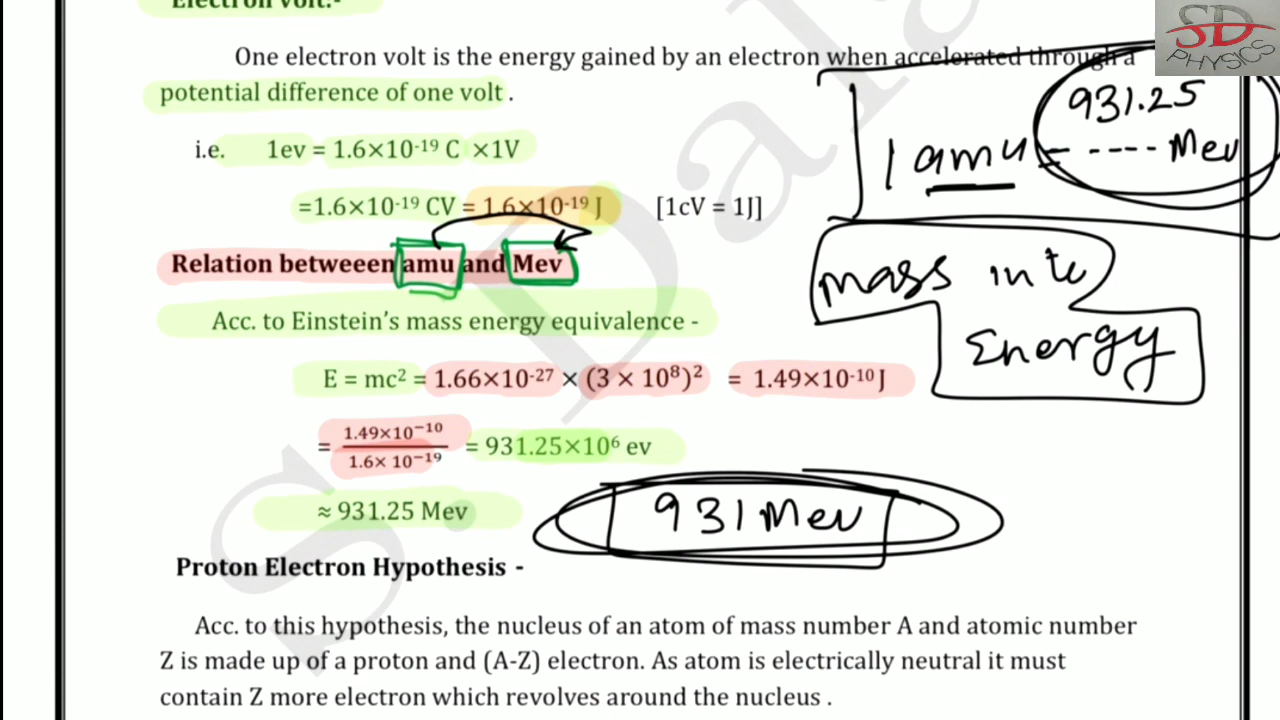 Electron volt:-
SD
PHYSICS
One electron volt is the energy gained by an electron when accelerated through a
potential difference of one volt .
i.e. 1ev = 1.6×10⁻¹⁹ C ×1V
=1.6×10⁻¹⁹ CV = 1.6×10⁻¹⁹ J [1cV = 1J]
931.25
1 amu = ---- Mev
Relation betweeen amu and Mev
mass into
Energy
Acc. to Einstein's mass energy equivalence -
E = mc² = 1.66×10⁻²⁷ × (3 × 10⁸)² = 1.49×10⁻¹⁰ J
= 1.49×10⁻¹⁰ / 1.6× 10⁻¹⁹ = 931.25×10⁶ ev
≈ 931.25 Mev
931 Mev
Proton Electron Hypothesis -
Acc. to this hypothesis, the nucleus of an atom of mass number A and atomic number
Z is made up of a proton and (A-Z) electron. As atom is electrically neutral it must
contain Z more electron which revolves around the nucleus .